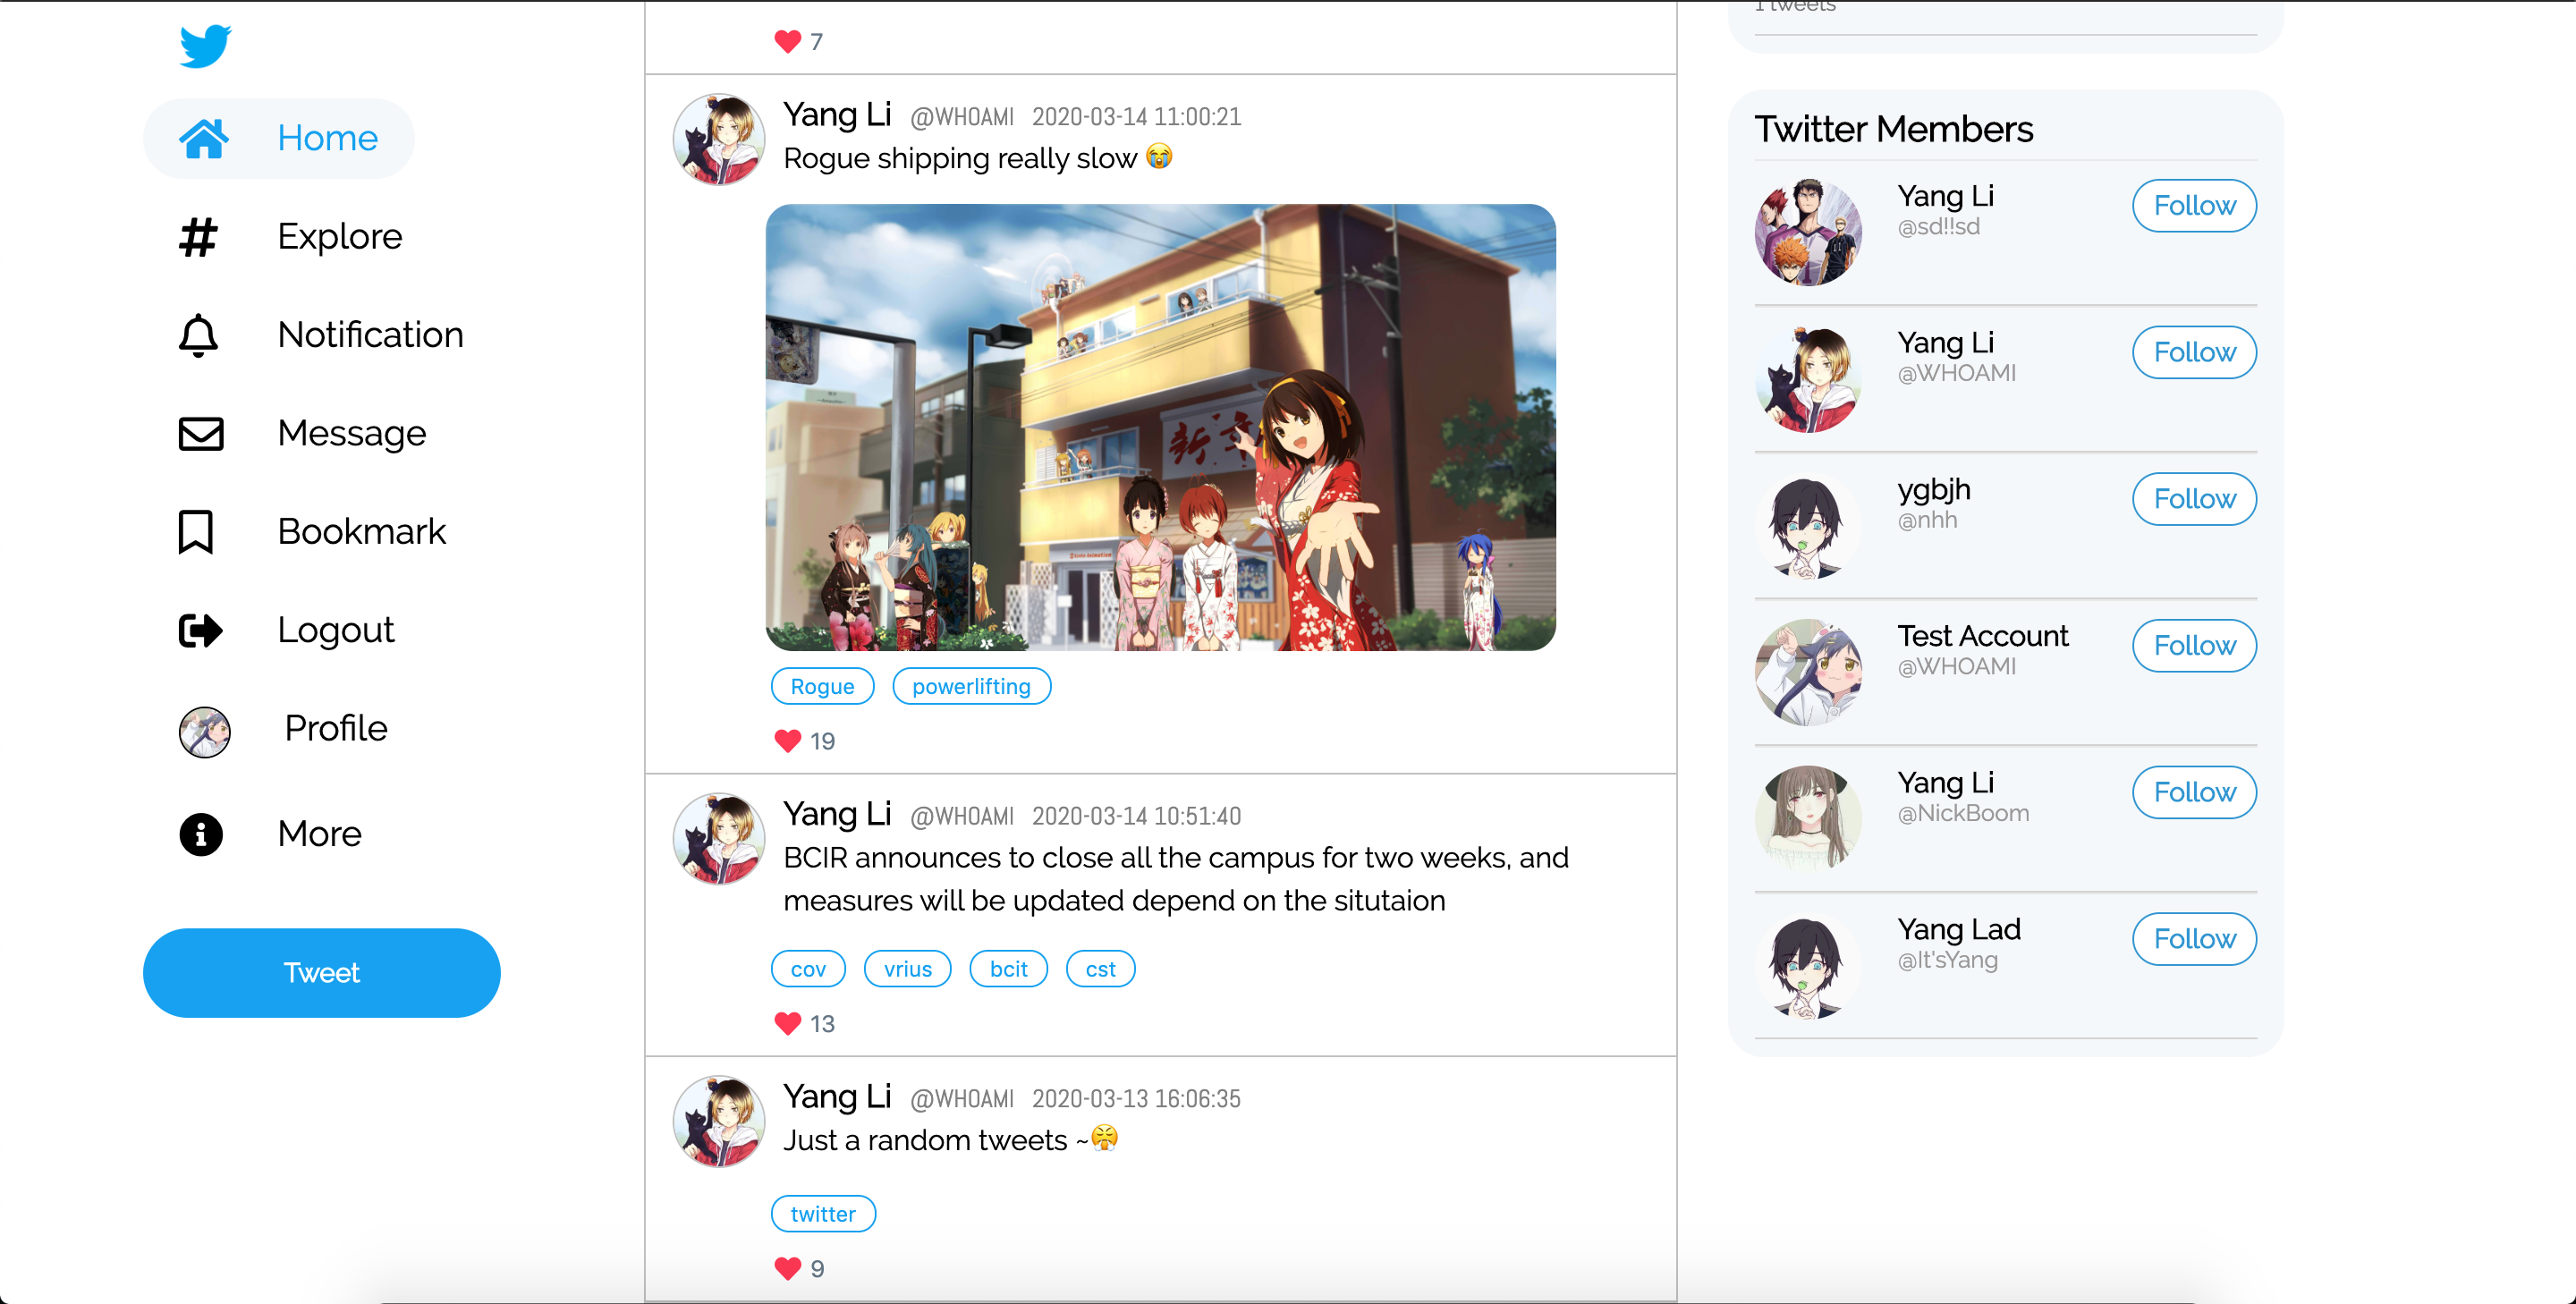 Home
Explore
Notification
Message
Bookmark
Logout
Profile
More
Tweet
7
Yang Li @WHOAMI 2020-03-14 11:00:21
Rogue shipping really slow 😭
新章
Rogue powerlifting
19
Yang Li @WHOAMI 2020-03-14 10:51:40
BCIR announces to close all the campus for two weeks, and
measures will be updated depend on the situtaion
cov vrius bcit cst
13
Yang Li @WHOAMI 2020-03-13 16:06:35
Just a random tweets ~😤
twitter
9
1 tweets
Twitter Members
Yang Li
@sd!!sd
Follow
Yang Li
@WHOAMI
Follow
ygbjh
@nhh
Follow
Test Account
@WHOAMI
Follow
Yang Li
@NickBoom
Follow
Yang Lad
@It'sYang
Follow